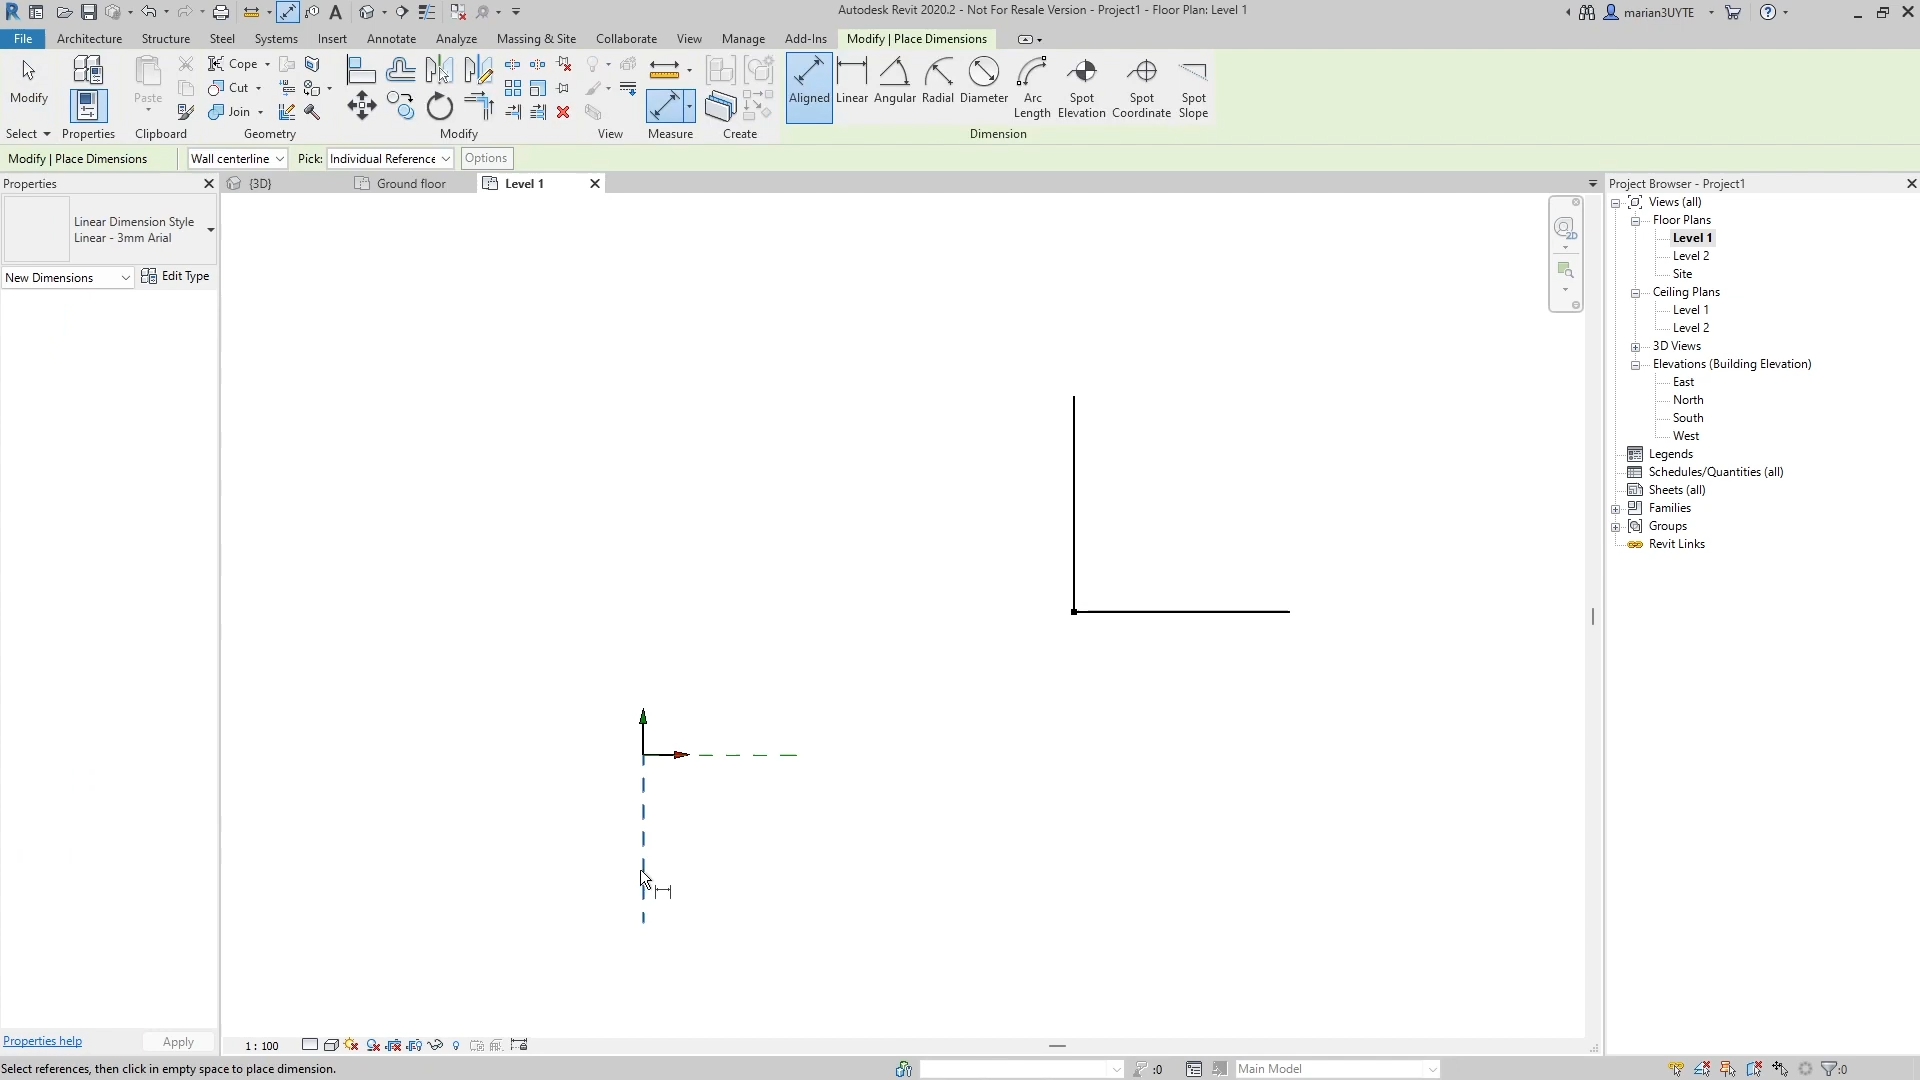 Autodesk Revit 2020.2 - Not For Resale Version - Project1 - Floor Plan: Level 1
marian3UYTE
File Architecture Structure Steel Systems Insert Annotate Analyze Massing & Site Collaborate View Manage Add-Ins Modify | Place Dimensions
Modify
Select
Properties
Paste
Clipboard
Cope
Cut
Join
Geometry
Modify
View
Measure
Create
Aligned
Linear
Angular
Radial
Diameter
Arc
Length
Spot
Elevation
Spot
Coordinate
Spot
Slope
Dimension
Modify | Place Dimensions
Wall centerline
Pick:
Individual Reference
Options
Properties
Linear Dimension Style
Linear - 3mm Arial
New Dimensions
Edit Type
Properties help
Apply
{3D}
Ground floor
Level 1
2D
1 : 100
Project Browser - Project1
Views (all)
Floor Plans
Level 1
Level 2
Site
Ceiling Plans
Level 1
Level 2
3D Views
Elevations (Building Elevation)
East
North
South
West
Legends
Schedules/Quantities (all)
Sheets (all)
Families
Groups
Revit Links
Select references, then click in empty space to place dimension.
:0
Main Model
:0